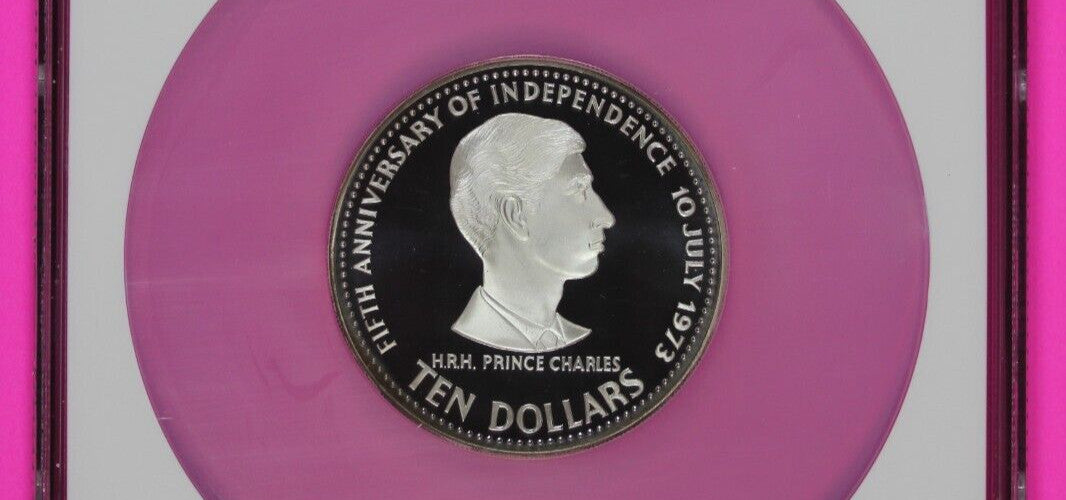 FIFTH ANNIVERSARY OF INDEPENDENCE 10 JULY 1973
H.R.H. PRINCE CHARLES
TEN DOLLARS